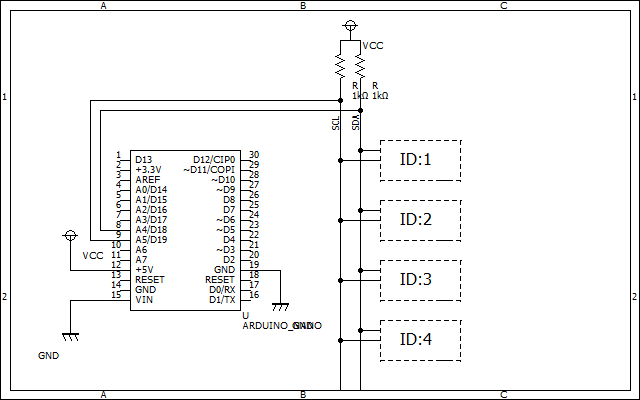 A B C
VCC
R R
1kΩ 1kΩ
1 1
SCL SDA
1 D13 D12/CIPO 30
2 +3.3V ~D11/COPI 29
3 AREF ~D10 28
4 A0/D14 ~D9 27
5 A1/D15 D8 26
6 A2/D16 D7 25
7 A3/D17 ~D6 24
8 A4/D18 ~D5 23
9 A5/D19 D4 22
10 A6 ~D3 21
11 A7 D2 20
12 +5V GND 19
13 RESET RESET 18
14 GND D0/RX 17
15 VIN D1/TX 16
ID:1
ID:2
VCC
ID:3
2 2
U
ARDUINO_NANO
GND
ID:4
GND
A B C